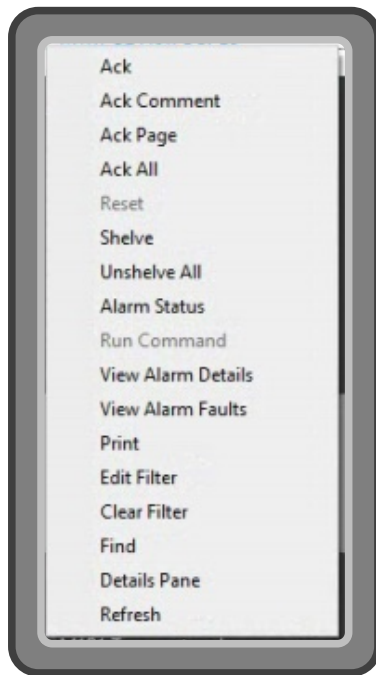 Ack
Ack Comment
Ack Page
Ack All
Reset
Shelve
Unshelve All
Alarm Status
Run Command
View Alarm Details
View Alarm Faults
Print
Edit Filter
Clear Filter
Find
Details Pane
Refresh